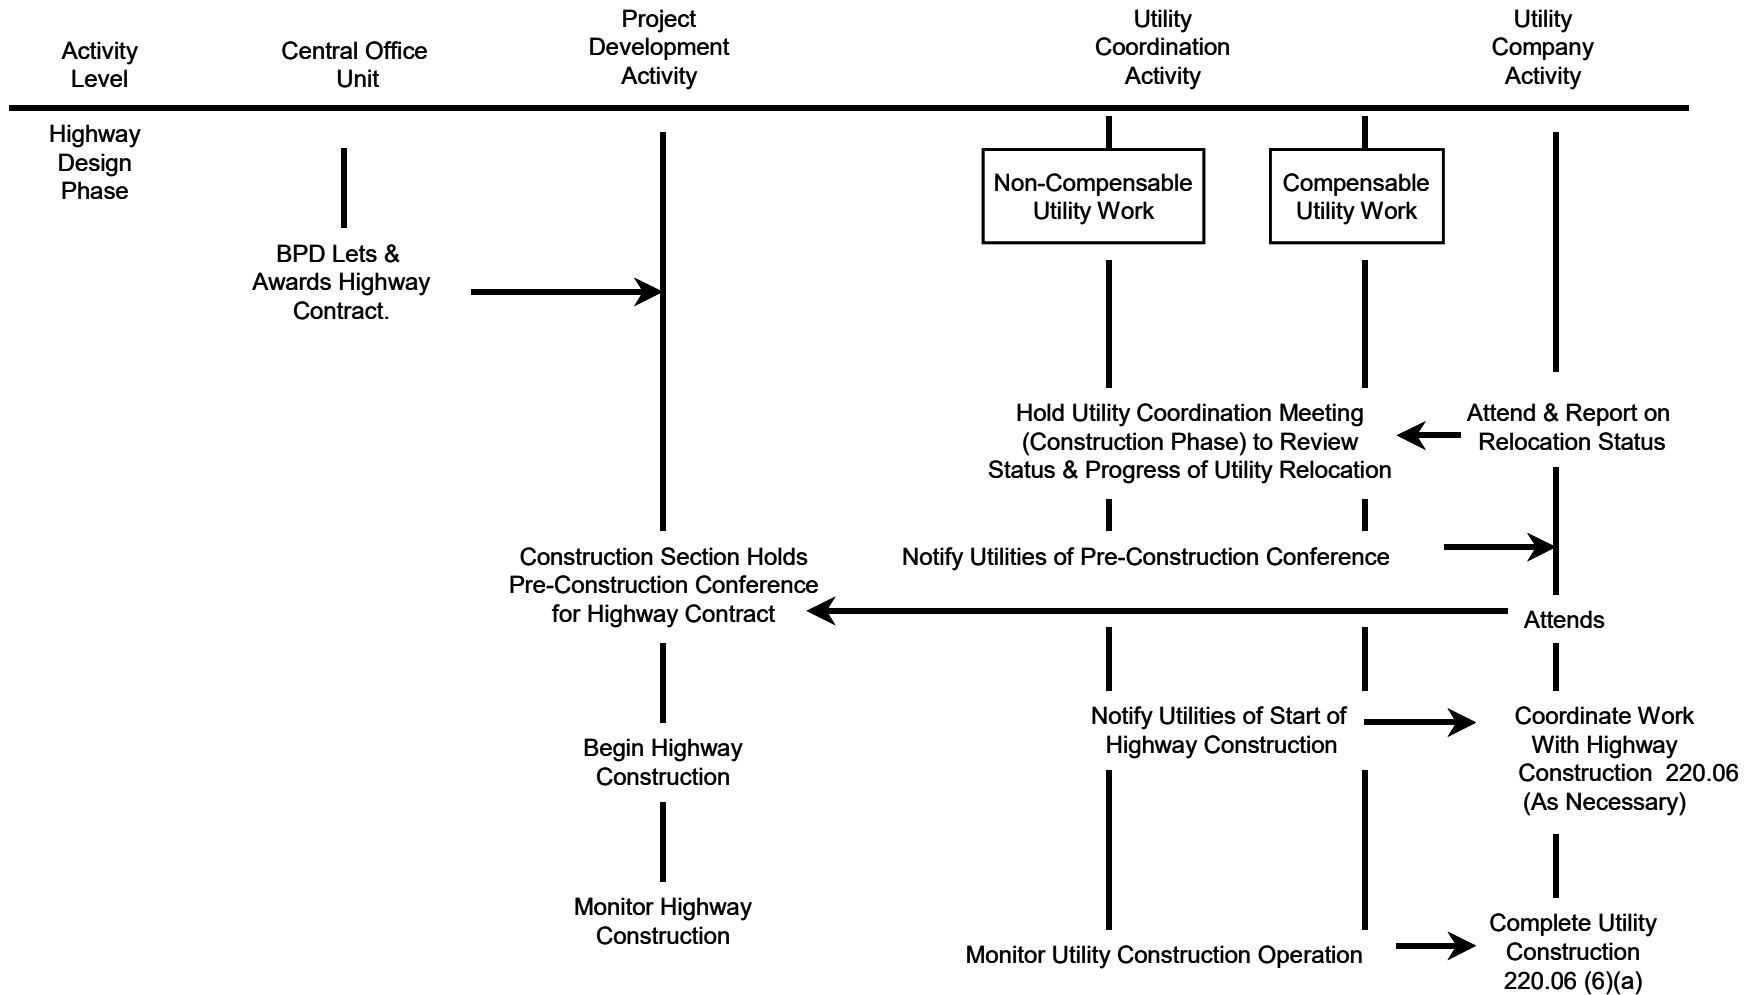 Activity
Level
Central Office
Unit
Project
Development
Activity
Utility
Coordination
Activity
Utility
Company
Activity
Highway
Design
Phase
Non-Compensable
Utility Work
Compensable
Utility Work
BPD Lets &
Awards Highway
Contract.
Hold Utility Coordination Meeting
(Construction Phase) to Review
Status & Progress of Utility Relocation
Attend & Report on
Relocation Status
Construction Section Holds
Pre-Construction Conference
for Highway Contract
Notify Utilities of Pre-Construction Conference
Attends
Notify Utilities of Start of
Highway Construction
Coordinate Work
With Highway
Construction 220.06
(As Necessary)
Begin Highway
Construction
Monitor Highway
Construction
Monitor Utility Construction Operation
Complete Utility
Construction
220.06 (6)(a)